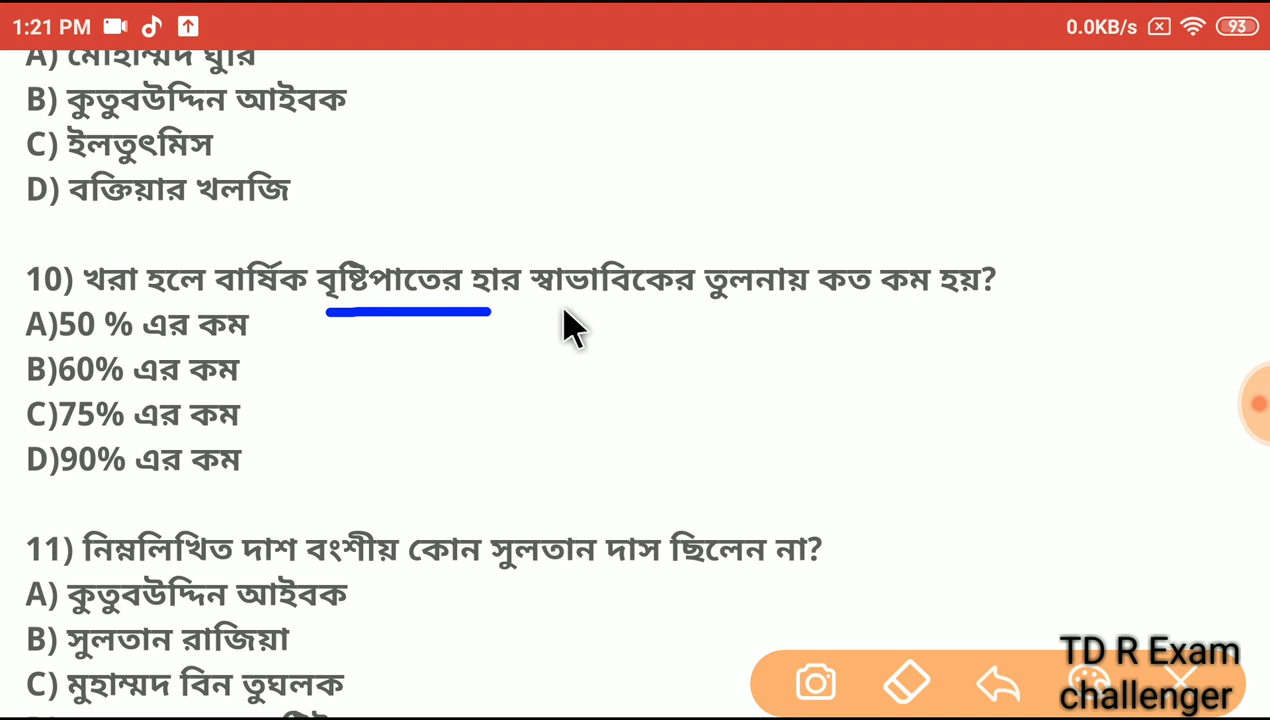 1:21 PM 0.0KB/s 93
A) মোহাম্মদ ঘুরি
B) কুতুবউদ্দিন আইবক
C) ইলতুৎমিস
D) বক্তিয়ার খলজি
10) খরা হলে বার্ষিক বৃষ্টিপাতের হার স্বাভাবিকের তুলনায় কত কম হয়?
A)50 % এর কম
B)60% এর কম
C)75% এর কম
D)90% এর কম
11) নিম্নলিখিত দাশ বংশীয় কোন সুলতান দাস ছিলেন না?
A) কুতুবউদ্দিন আইবক
B) সুলতান রাজিয়া
C) মুহাম্মদ বিন তুঘলক
TD R Exam
challenger